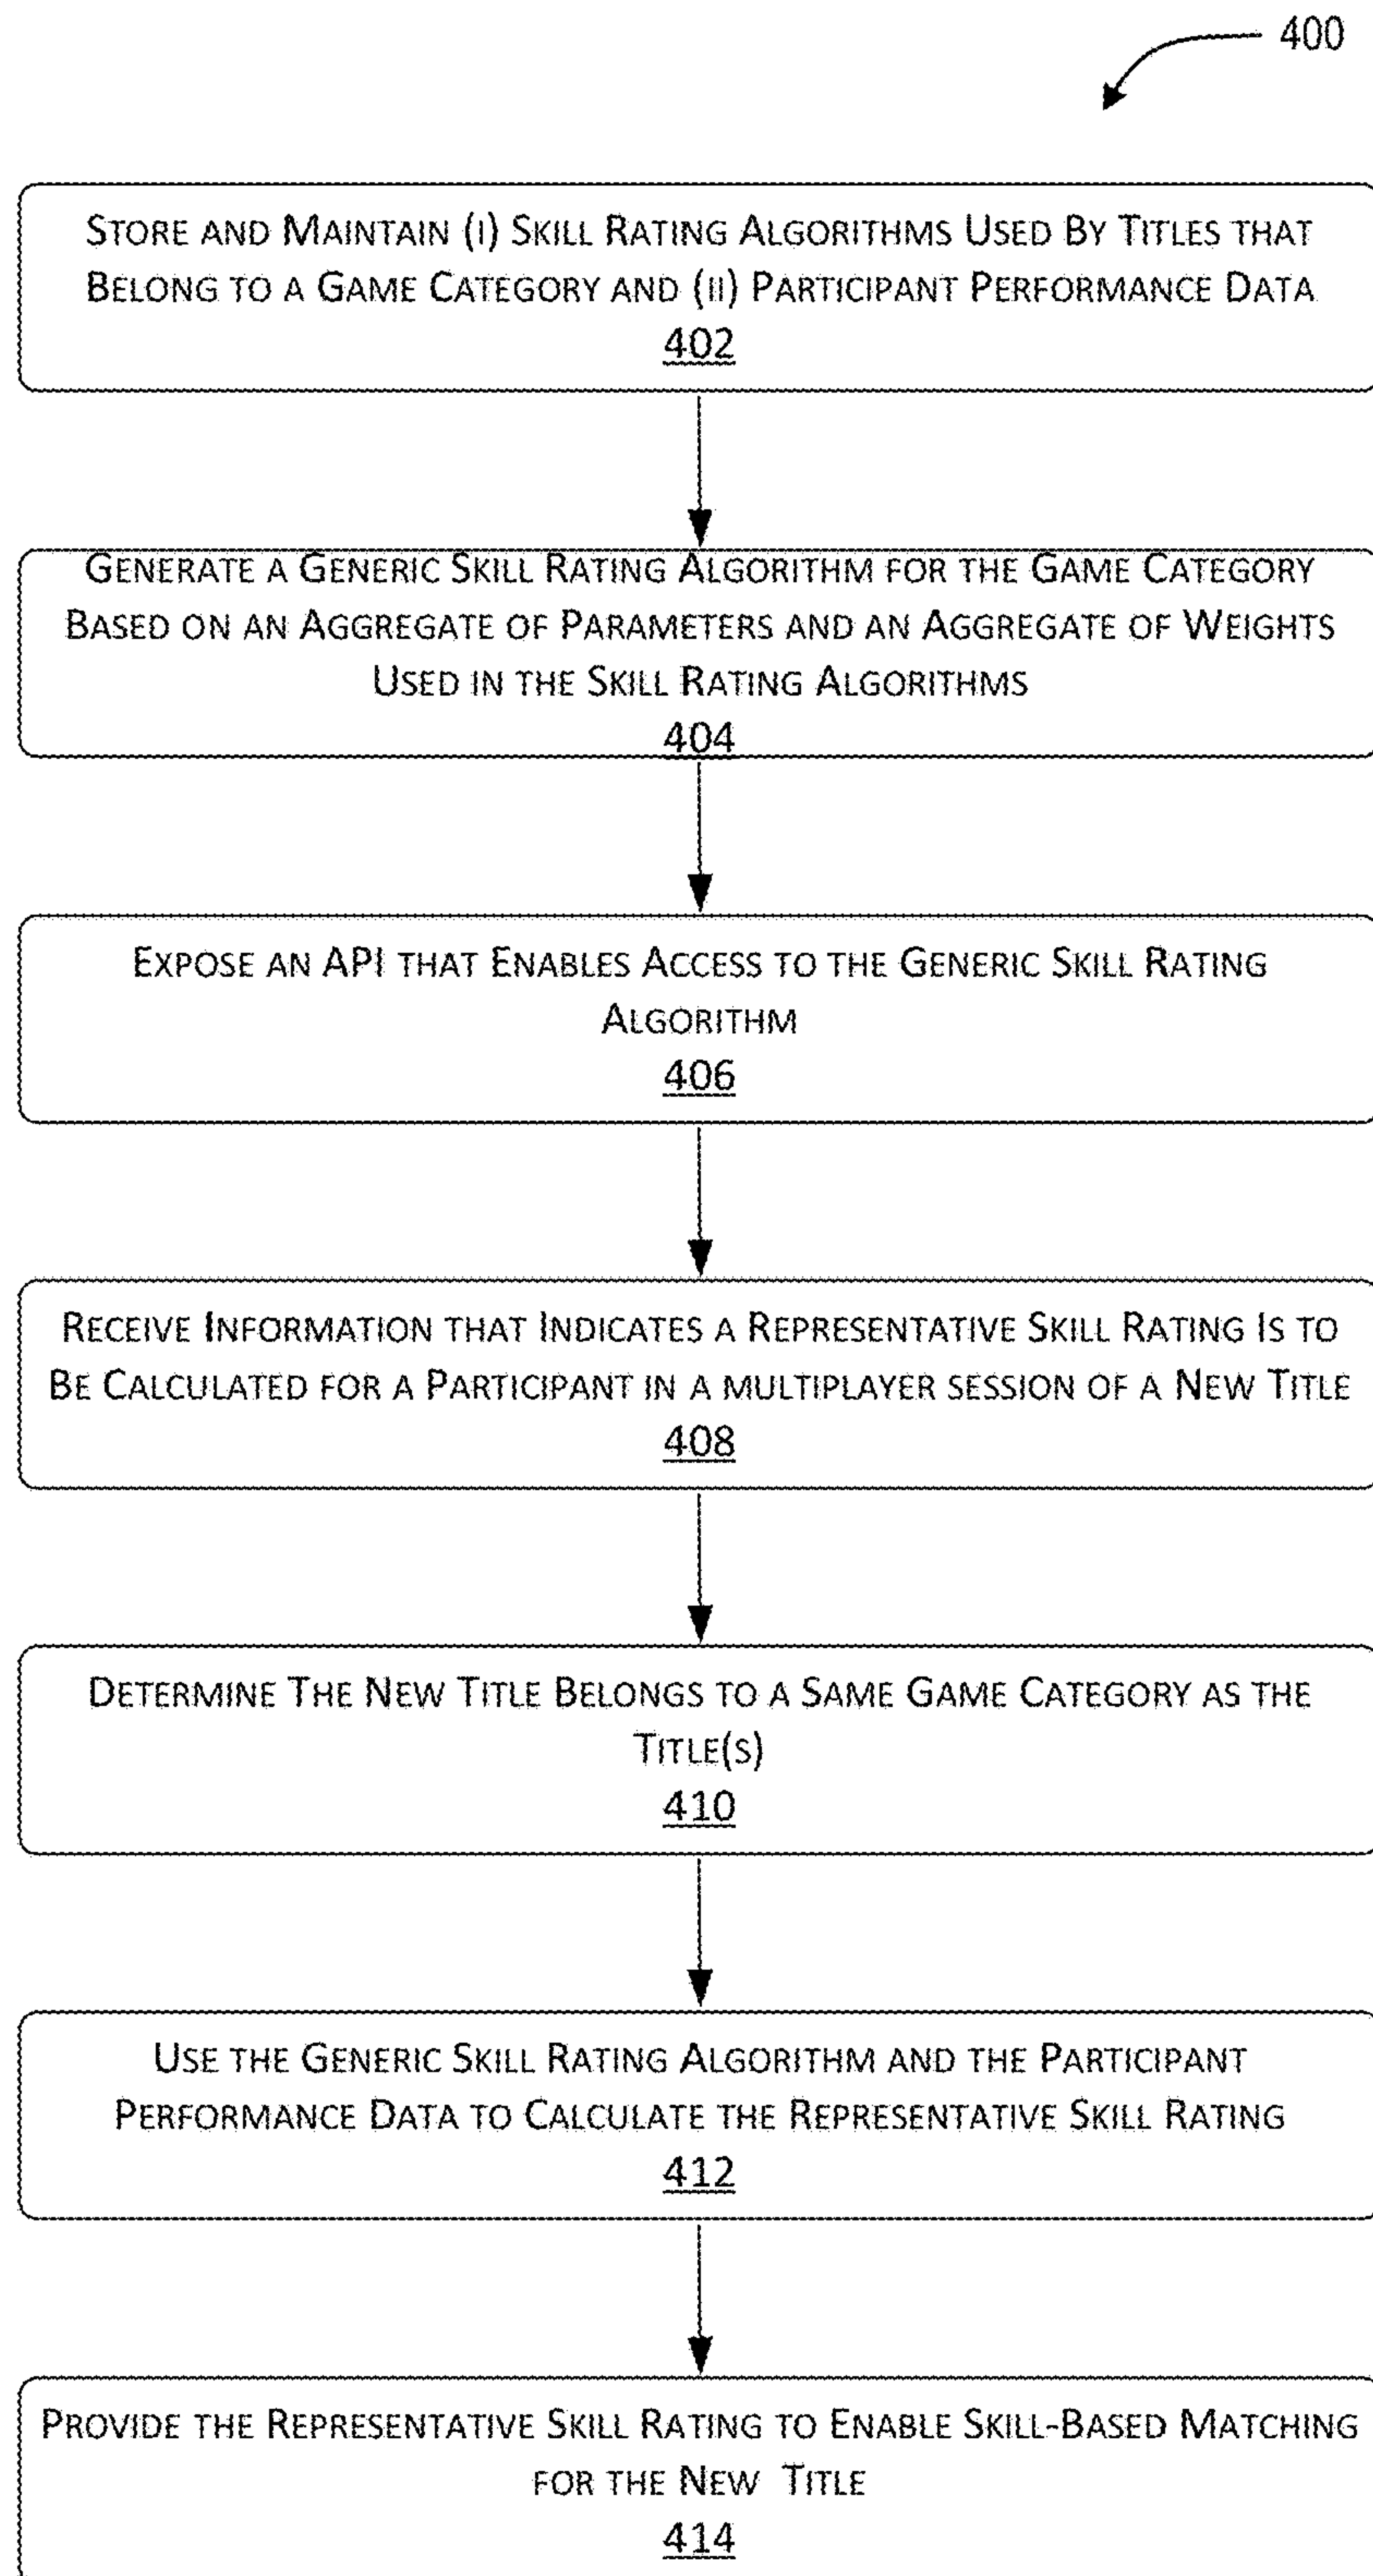 400
STORE AND MAINTAIN (I) SKILL RATING ALGORITHMS USED BY TITLES THAT
BELONG TO A GAME CATEGORY AND (II) PARTICIPANT PERFORMANCE DATA
402
GENERATE A GENERIC SKILL RATING ALGORITHM FOR THE GAME CATEGORY
BASED ON AN AGGREGATE OF PARAMETERS AND AN AGGREGATE OF WEIGHTS
USED IN THE SKILL RATING ALGORITHMS
404
EXPOSE AN API THAT ENABLES ACCESS TO THE GENERIC SKILL RATING
ALGORITHM
406
RECEIVE INFORMATION THAT INDICATES A REPRESENTATIVE SKILL RATING IS TO
BE CALCULATED FOR A PARTICIPANT IN A MULTIPLAYER SESSION OF A NEW TITLE
408
DETERMINE THE NEW TITLE BELONGS TO A SAME GAME CATEGORY AS THE
TITLE(S)
410
USE THE GENERIC SKILL RATING ALGORITHM AND THE PARTICIPANT
PERFORMANCE DATA TO CALCULATE THE REPRESENTATIVE SKILL RATING
412
PROVIDE THE REPRESENTATIVE SKILL RATING TO ENABLE SKILL-BASED MATCHING
FOR THE NEW TITLE
414